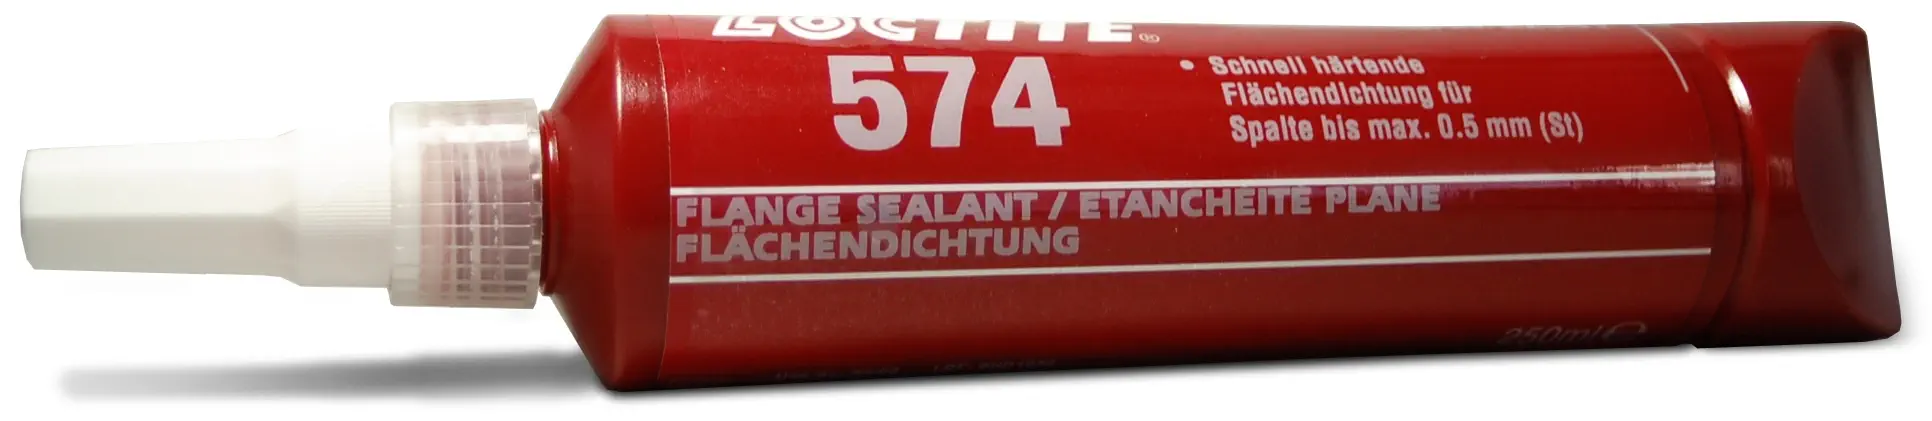 LOCTITE®
574
• Schnell härtende
Flächendichtung für
Spalte bis max. 0.5 mm (St)
FLANGE SEALANT / ETANCHEITE PLANE
FLÄCHENDICHTUNG
250ml e